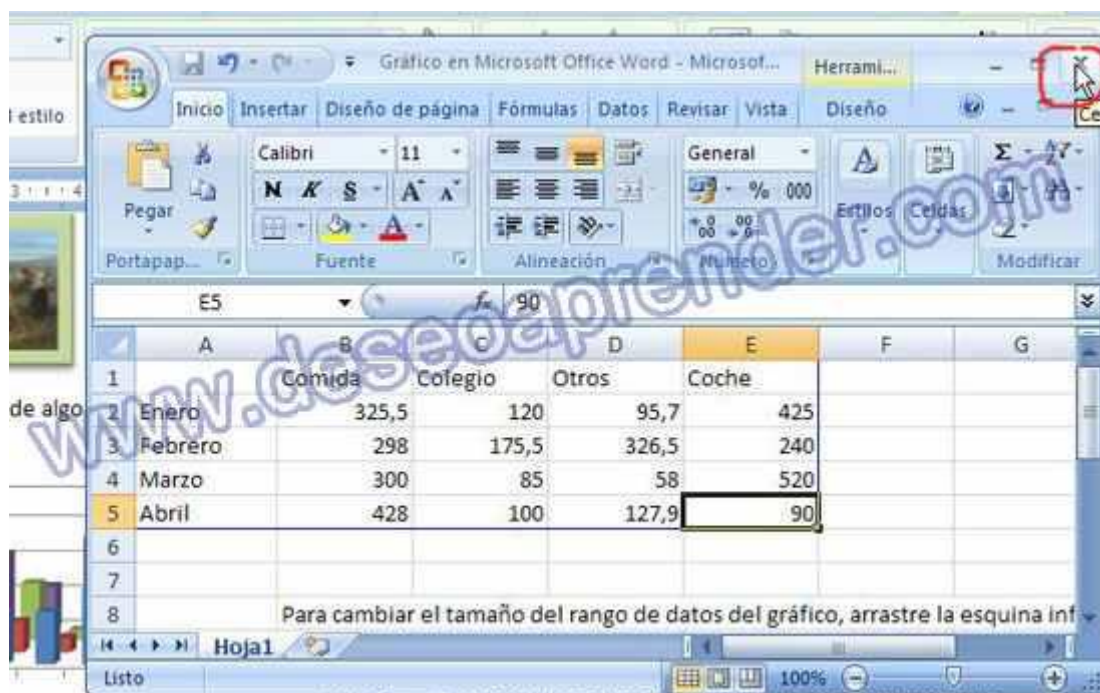 Gráfico en Microsoft Office Word - Microsof... Herrami...
Inicio Insertar Diseño de página Fórmulas Datos Revisar Vista Diseño
l estilo
Ce
Calibri 11 General
N K S A A A % 000
Pegar Estilos Celdas
Portapap... Fuente Alineación Número Modificar
E5 fx 90
A B C D E F G
1 Comida Colegio Otros Coche
de algo
2 Enero 325,5 120 95,7 425
3 Febrero 298 175,5 326,5 240
4 Marzo 300 85 58 520
5 Abril 428 100 127,9 90
6
7
8 Para cambiar el tamaño del rango de datos del gráfico, arrastre la esquina inf
Hoja1
Listo 100%
www.deseoaprender.com